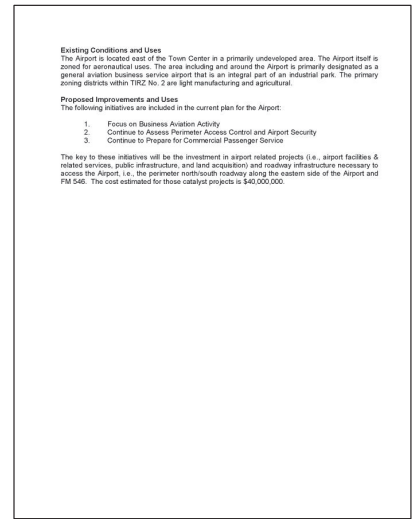 Existing Conditions and Uses
The Airport is located east of the Town Center in a primarily undeveloped area. The Airport itself is
zoned for aeronautical uses. The area including and around the Airport is primarily designated as a
general aviation business service airport that is an integral part of an industrial park. The primary
zoning districts within TIRZ No. 2 are light manufacturing and agricultural.
Proposed Improvements and Uses
The following initiatives are included in the current plan for the Airport:
1. Focus on Business Aviation Activity
2. Continue to Assess Perimeter Access Control and Airport Security
3. Continue to Prepare for Commercial Passenger Service
The key to these initiatives will be the investment in airport related projects (i.e., airport facilities &
related services, public infrastructure, and land acquisition) and roadway infrastructure necessary to
access the Airport, i.e., the perimeter north/south roadway along the eastern side of the Airport and
FM 546. The cost estimated for those catalyst projects is $40,000,000.